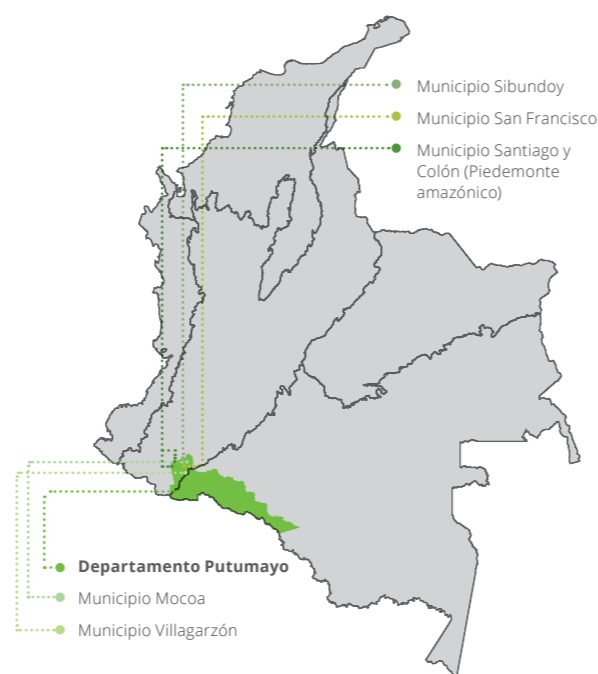 Municipio Sibundoy
Municipio San Francisco
Municipio Santiago y
Colón (Piedemonte
amazónico)
Departamento Putumayo
Municipio Mocoa
Municipio Villagarzón